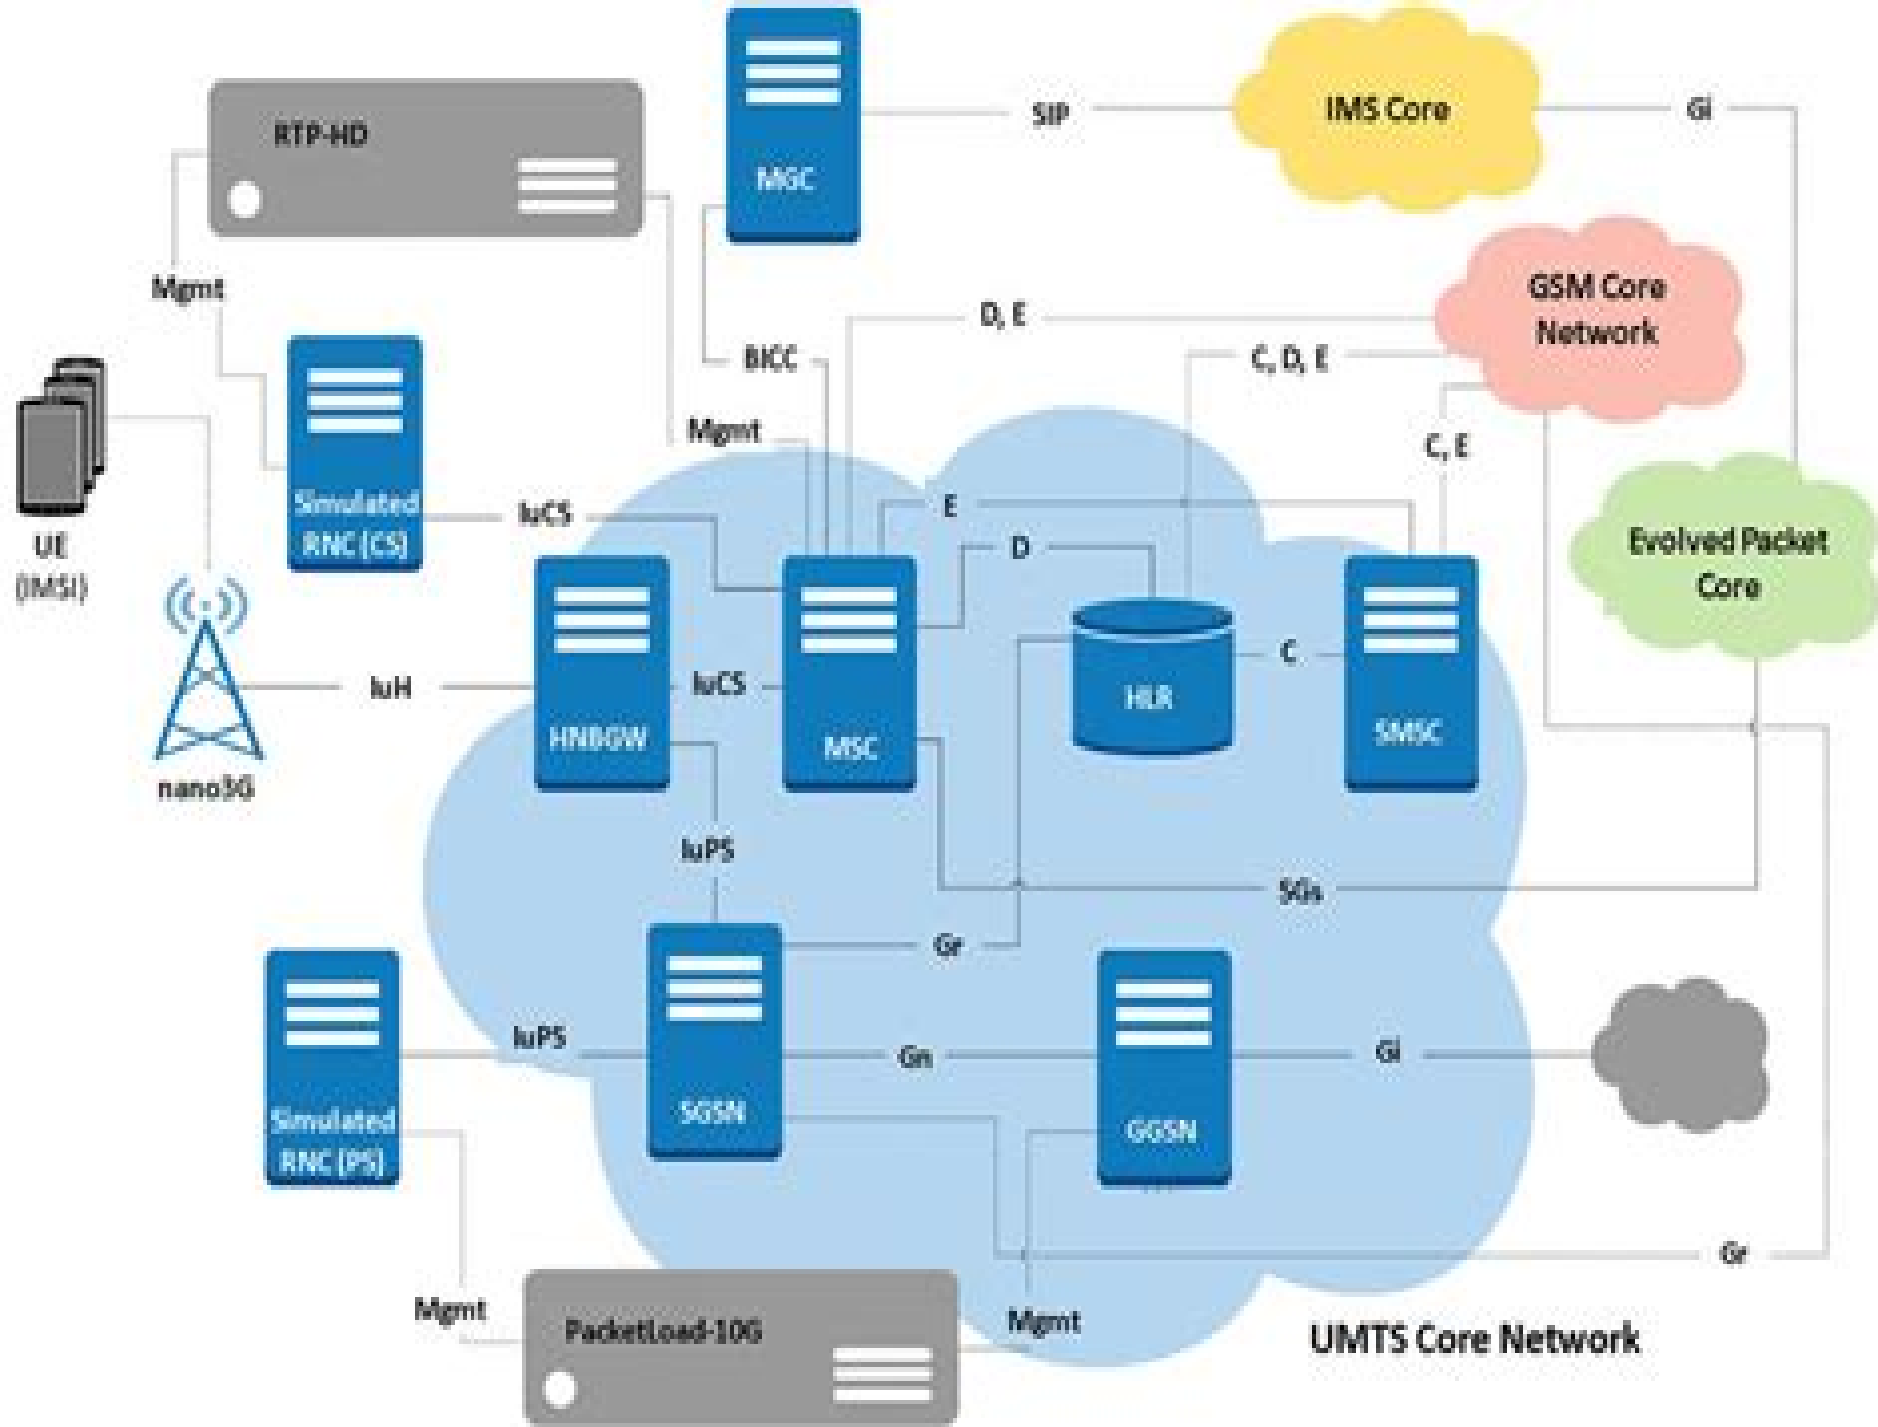 RTP-HD
MGC
SIP
IMS Core
Gi
Mgmt
GSM Core
Network
D, E
BICC
C, D, E
Mgmt
C, E
Simulated
RNC (CS)
IuCS
E
D
UE
(IMSI)
Evolved Packet
Core
IuH
IuCS
HNBGW
MSC
HLR
C
SMSC
nano3G
IuPS
SGs
Gr
IuPS
Gn
Gi
SGSN
GGSN
Simulated
RNC (PS)
Gr
Mgmt
PacketLoad-10G
Mgmt
UMTS Core Network